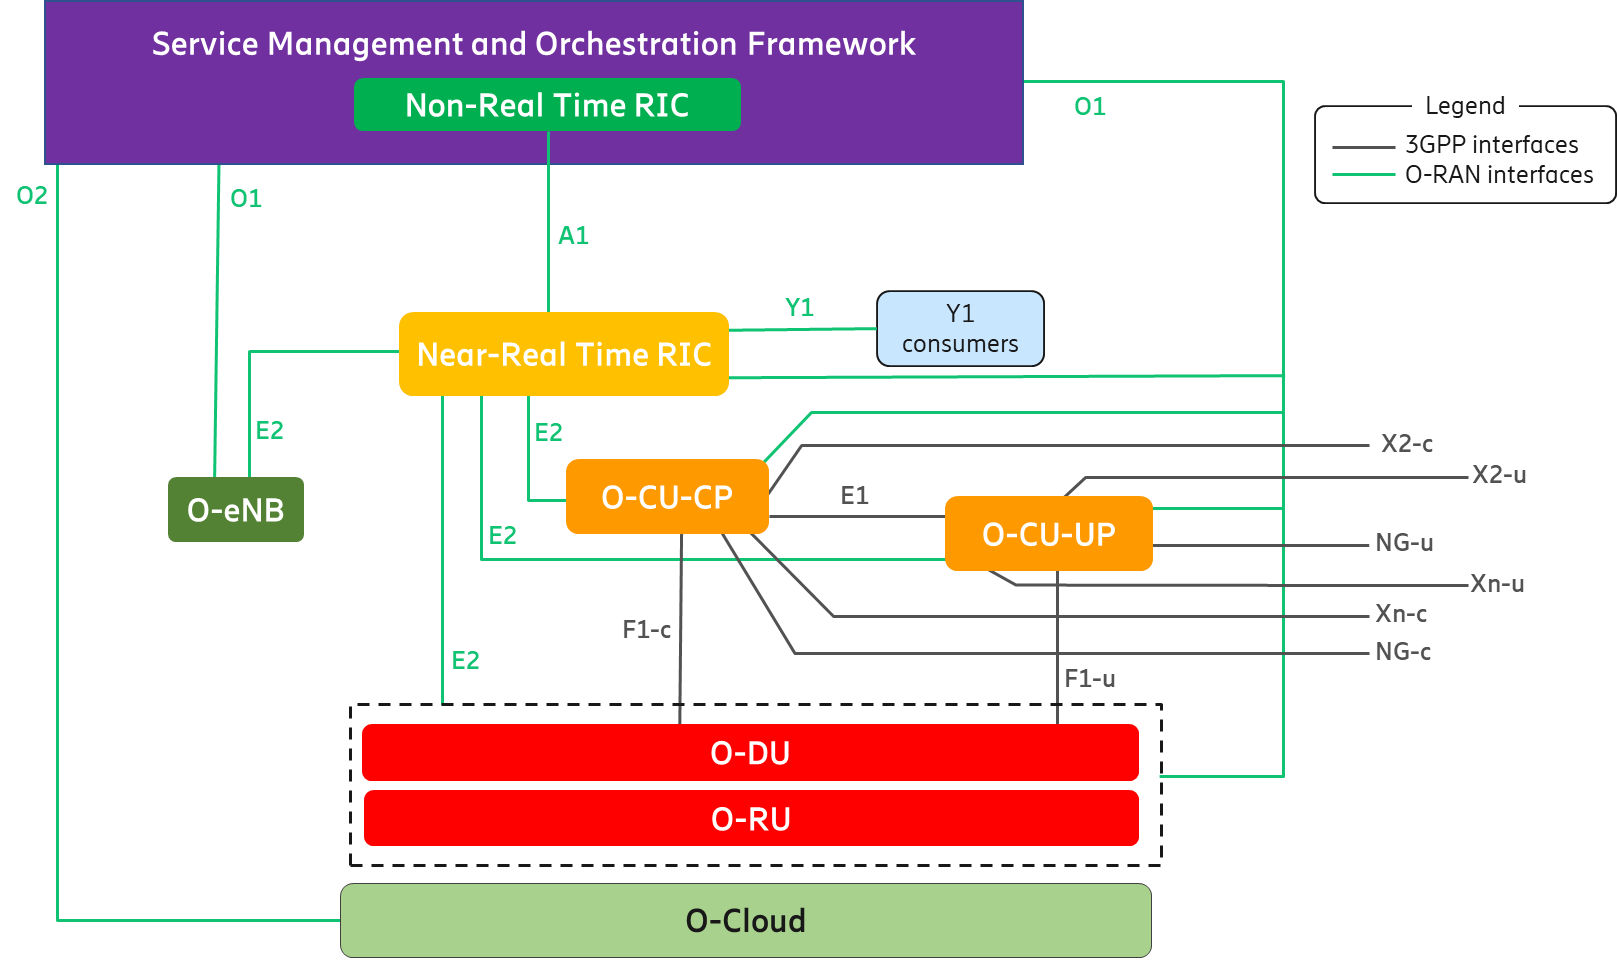 Service Management and Orchestration Framework
Non-Real Time RIC
O1
Legend
3GPP interfaces
O-RAN interfaces
O2
O1
A1
Y1
Y1
consumers
Near-Real Time RIC
E2
E2
X2-c
X2-u
O-eNB
O-CU-CP
E1
O-CU-UP
E2
NG-u
Xn-u
Xn-c
F1-c
NG-c
E2
F1-u
O-DU
O-RU
O-Cloud